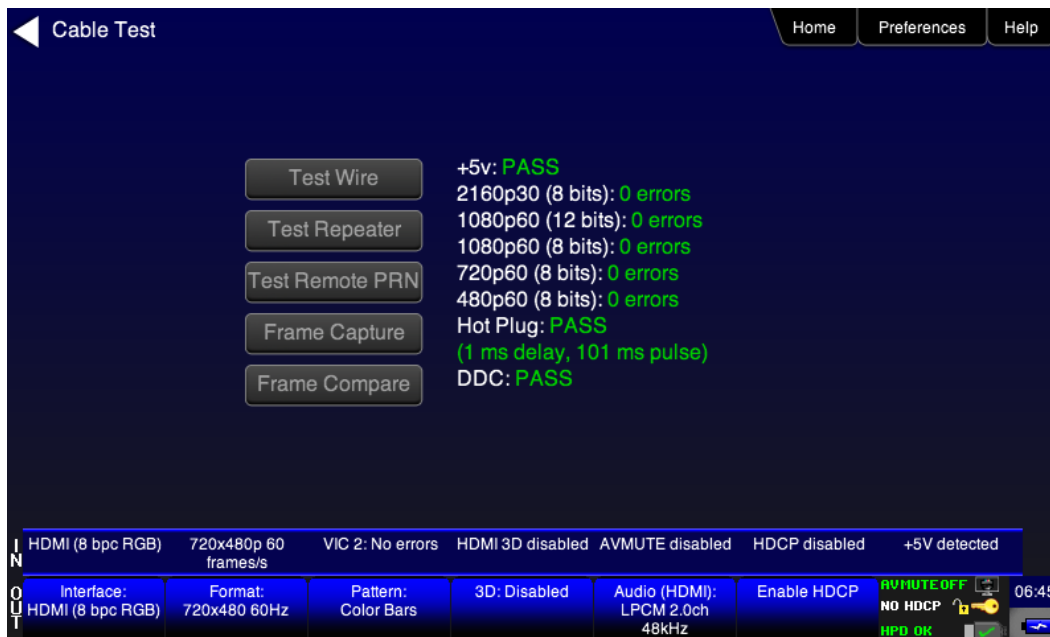 Cable Test
Home
Preferences
Help
Test Wire
Test Repeater
Test Remote PRN
Frame Capture
Frame Compare
+5v: PASS
2160p30 (8 bits): 0 errors
1080p60 (12 bits): 0 errors
1080p60 (8 bits): 0 errors
720p60 (8 bits): 0 errors
480p60 (8 bits): 0 errors
Hot Plug: PASS
(1 ms delay, 101 ms pulse)
DDC: PASS
IN
HDMI (8 bpc RGB)
720x480p 60
frames/s
VIC 2: No errors
HDMI 3D disabled
AVMUTE disabled
HDCP disabled
+5V detected
OUT
Interface:
HDMI (8 bpc RGB)
Format:
720x480 60Hz
Pattern:
Color Bars
3D: Disabled
Audio (HDMI):
LPCM 2.0ch
48kHz
Enable HDCP
AVMUTE OFF
NO HDCP
HPD OK
06:45